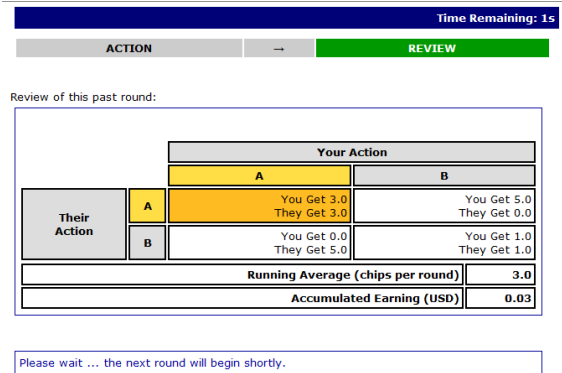 Time Remaining: 1s
ACTION → REVIEW
Review of this past round:
Your Action
A B
Their Action
A
You Get 3.0
They Get 3.0
You Get 5.0
They Get 0.0
B
You Get 0.0
They Get 5.0
You Get 1.0
They Get 1.0
Running Average (chips per round) 3.0
Accumulated Earning (USD) 0.03
Please wait ... the next round will begin shortly.